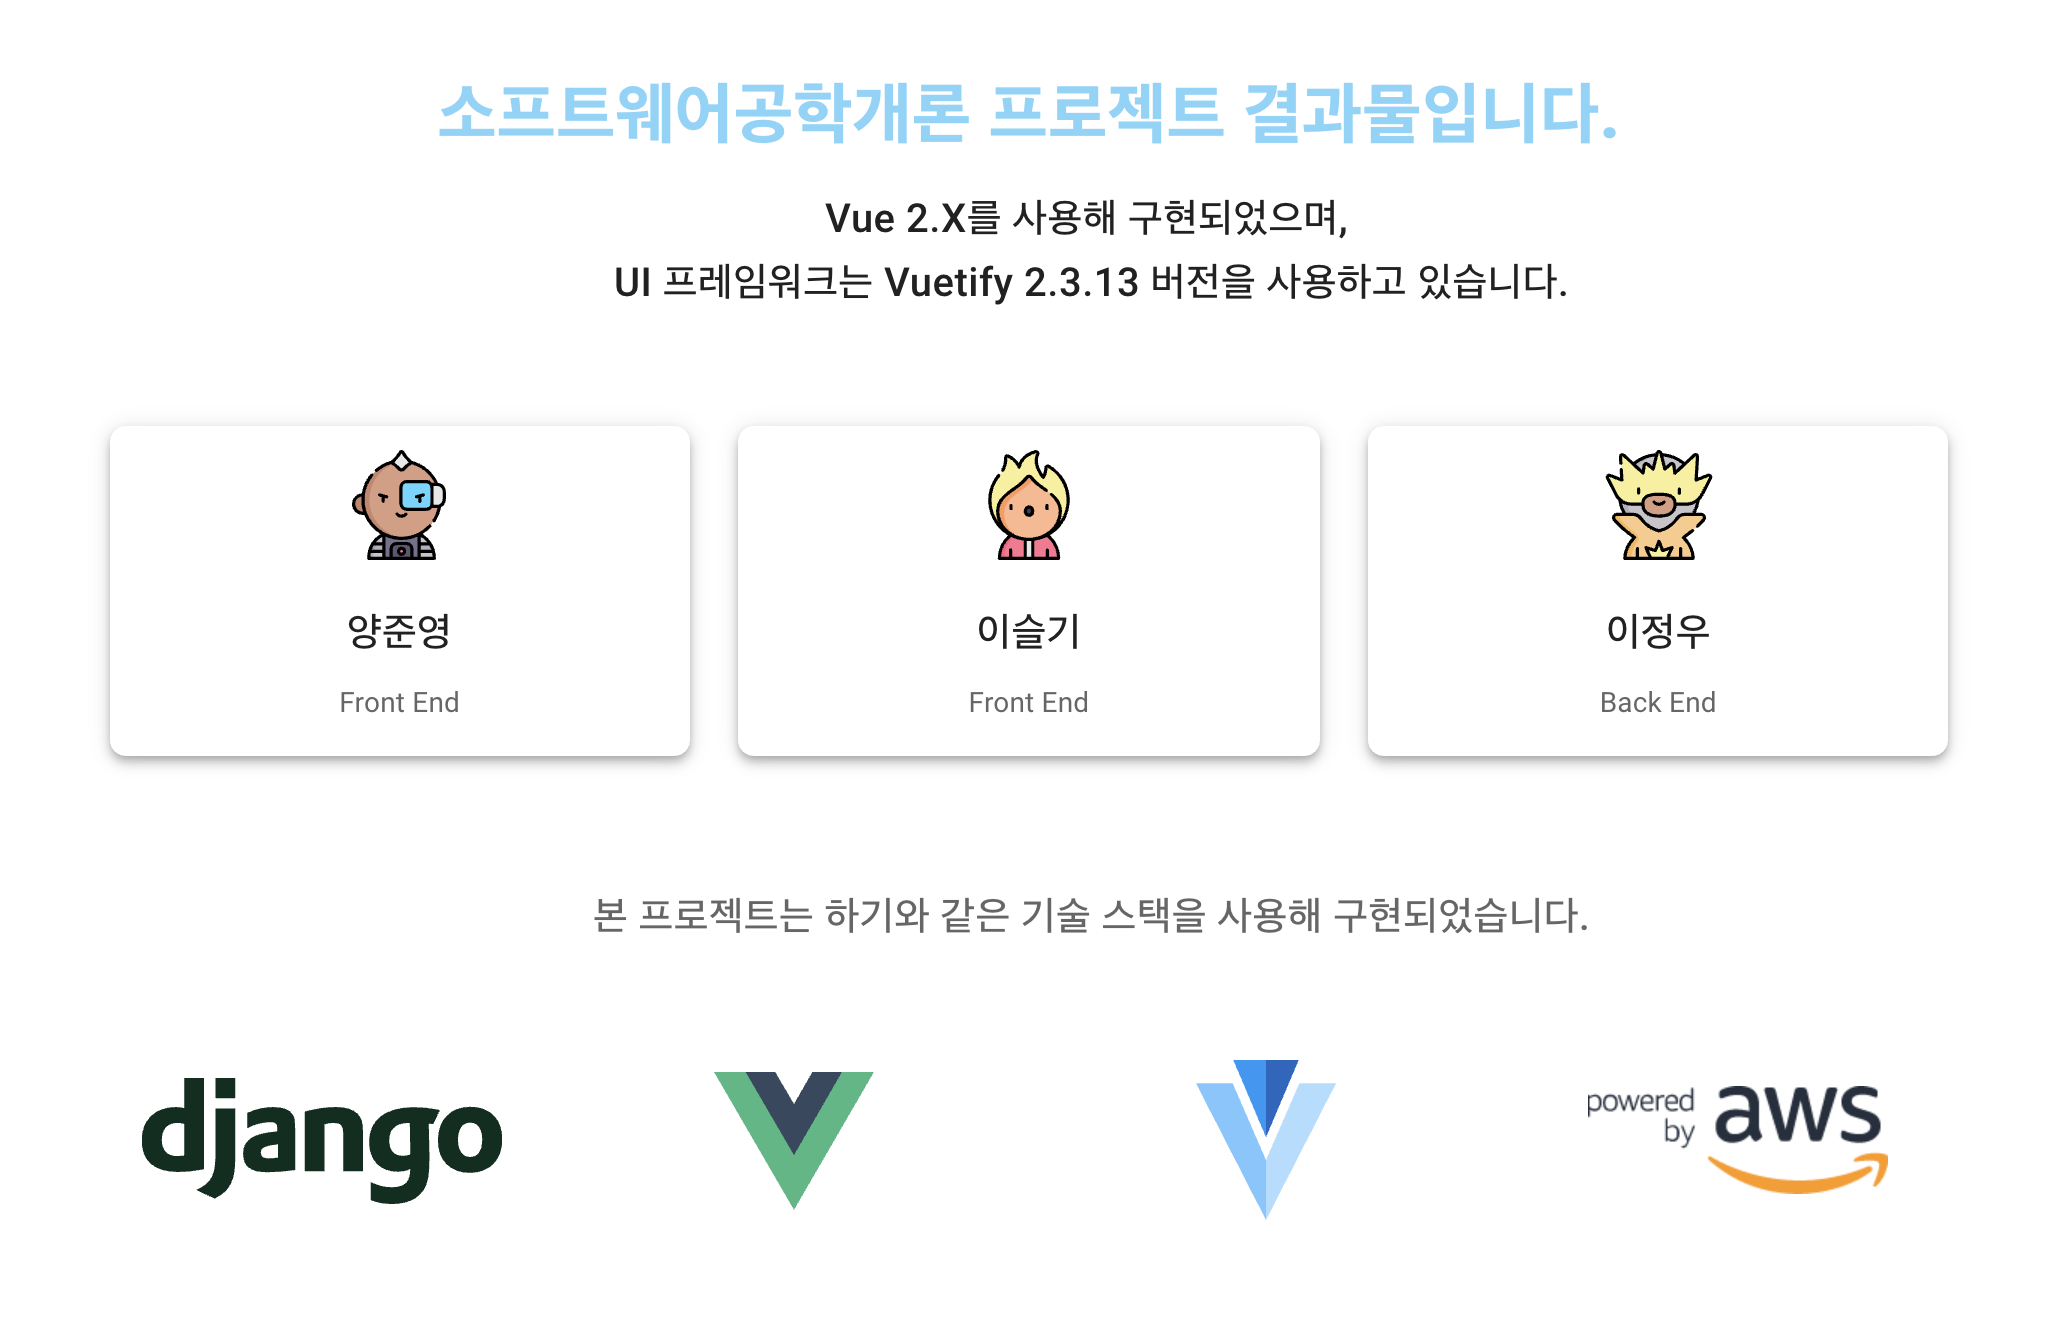 소프트웨어공학개론 프로젝트 결과물입니다.
Vue 2.X를 사용해 구현되었으며,
UI 프레임워크는 Vuetify 2.3.13 버전을 사용하고 있습니다.
양준영
Front End
이슬기
Front End
이정우
Back End
본 프로젝트는 하기와 같은 기술 스택을 사용해 구현되었습니다.
django
powered by aws